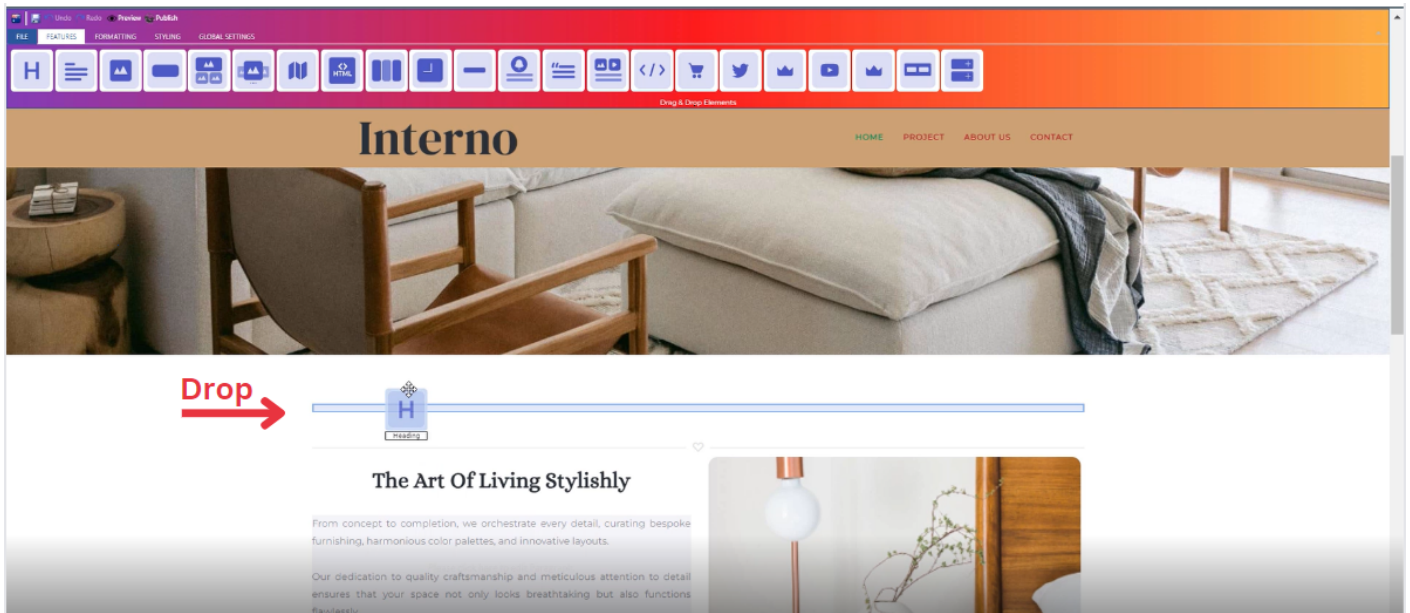 Undo Redo Preview Publish
FILE FEATURES FORMATTING STYLING GLOBAL SETTINGS
H HTML </>
Drag & Drop Elements
Interno HOME PROJECT ABOUT US CONTACT
Drop
H
Heading
The Art Of Living Stylishly
From concept to completion, we orchestrate every detail, curating bespoke
furnishing, harmonious color palettes, and innovative layouts.
Our dedication to quality craftsmanship and meticulous attention to detail
ensures that your space not only looks breathtaking but also functions
flawlessly.